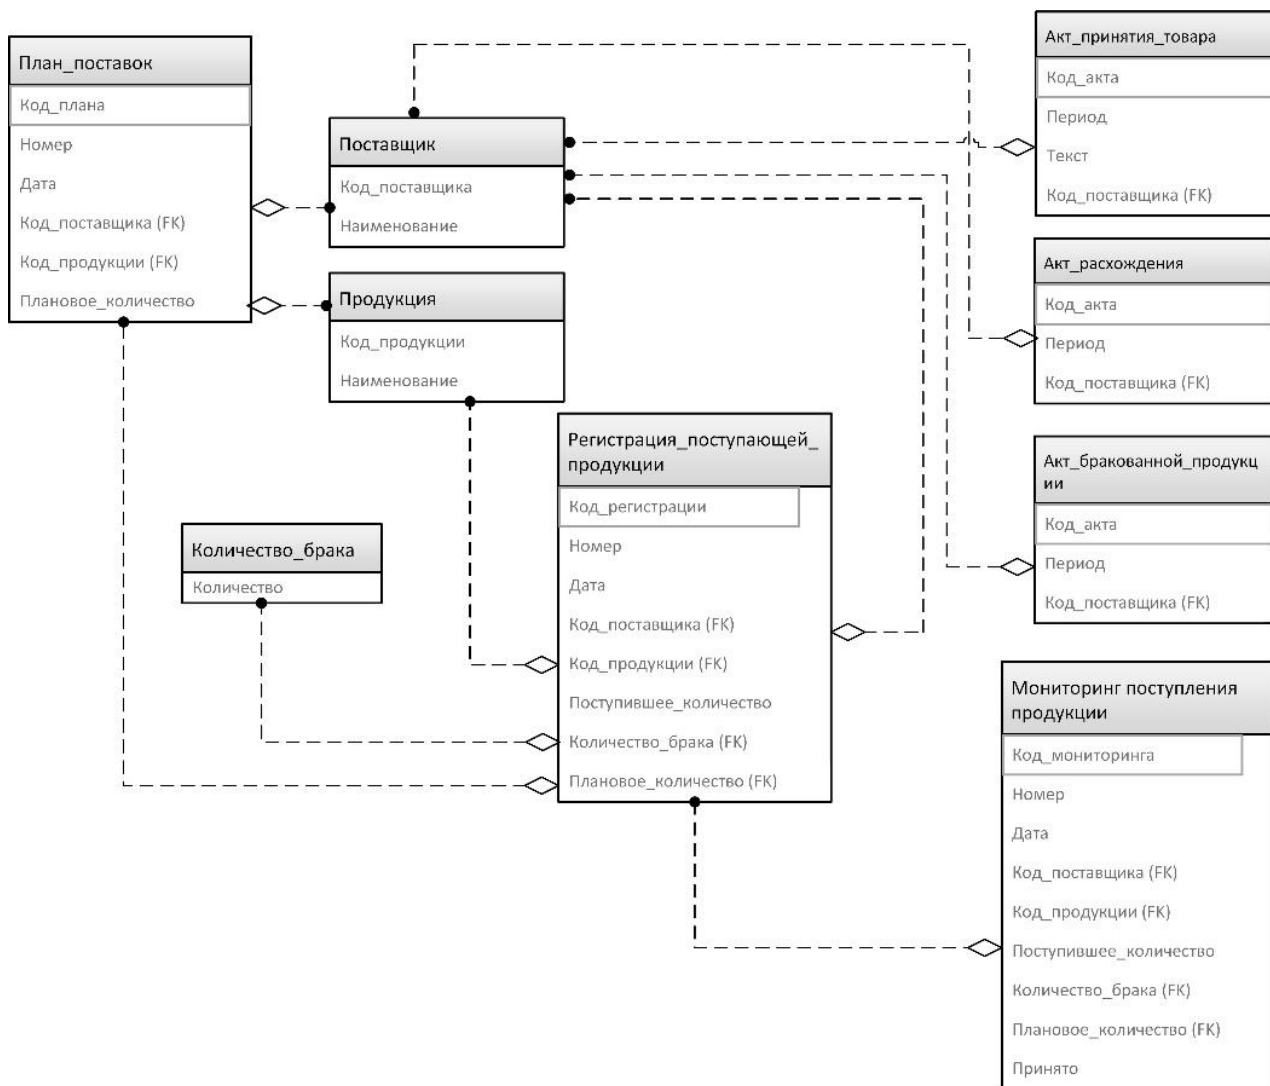 План_поставок
Код_плана
Номер
Дата
Код_поставщика (FK)
Код_продукции (FK)
Плановое_количество
Поставщик
Код_поставщика
Наименование
Продукция
Код_продукции
Наименование
Количество_брака
Количество
Регистрация_поступающей_
продукции
Код_регистрации
Номер
Дата
Код_поставщика (FK)
Код_продукции (FK)
Поступившее_количество
Количество_брака (FK)
Плановое_количество (FK)
Акт_принятия_товара
Код_акта
Период
Текст
Код_поставщика (FK)
Акт_расхождения
Код_акта
Период
Код_поставщика (FK)
Акт_бракованной_продукц
ии
Код_акта
Период
Код_поставщика (FK)
Мониторинг поступления
продукции
Код_мониторинга
Номер
Дата
Код_поставщика (FK)
Код_продукции (FK)
Поступившее_количество
Количество_брака (FK)
Плановое_количество (FK)
Принято